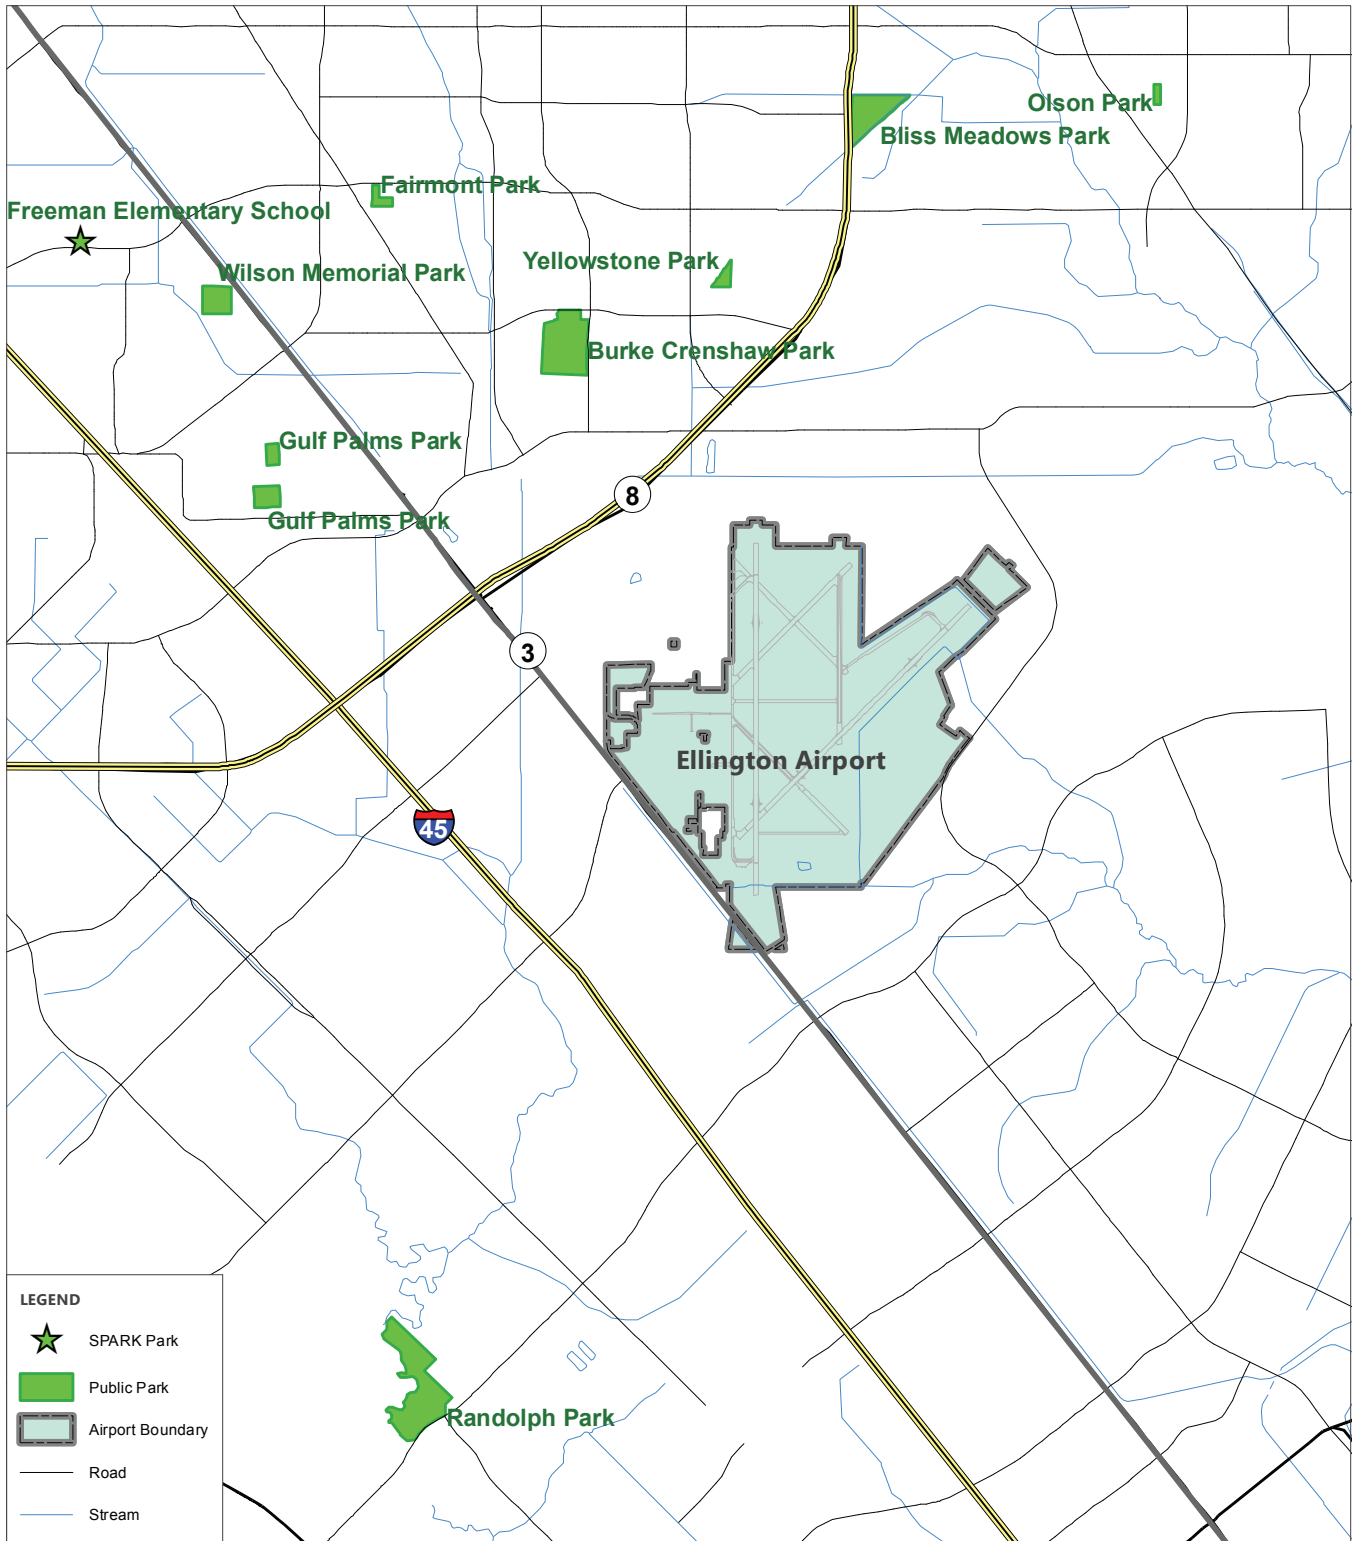 Olson Park
Bliss Meadows Park
Fairmont Park
Freeman Elementary School
Yellowstone Park
Wilson Memorial Park
Burke Crenshaw Park
Gulf Palms Park
8
Gulf Palms Park
3
Ellington Airport
45
LEGEND
SPARK Park
Public Park
Airport Boundary
Road
Stream
Randolph Park